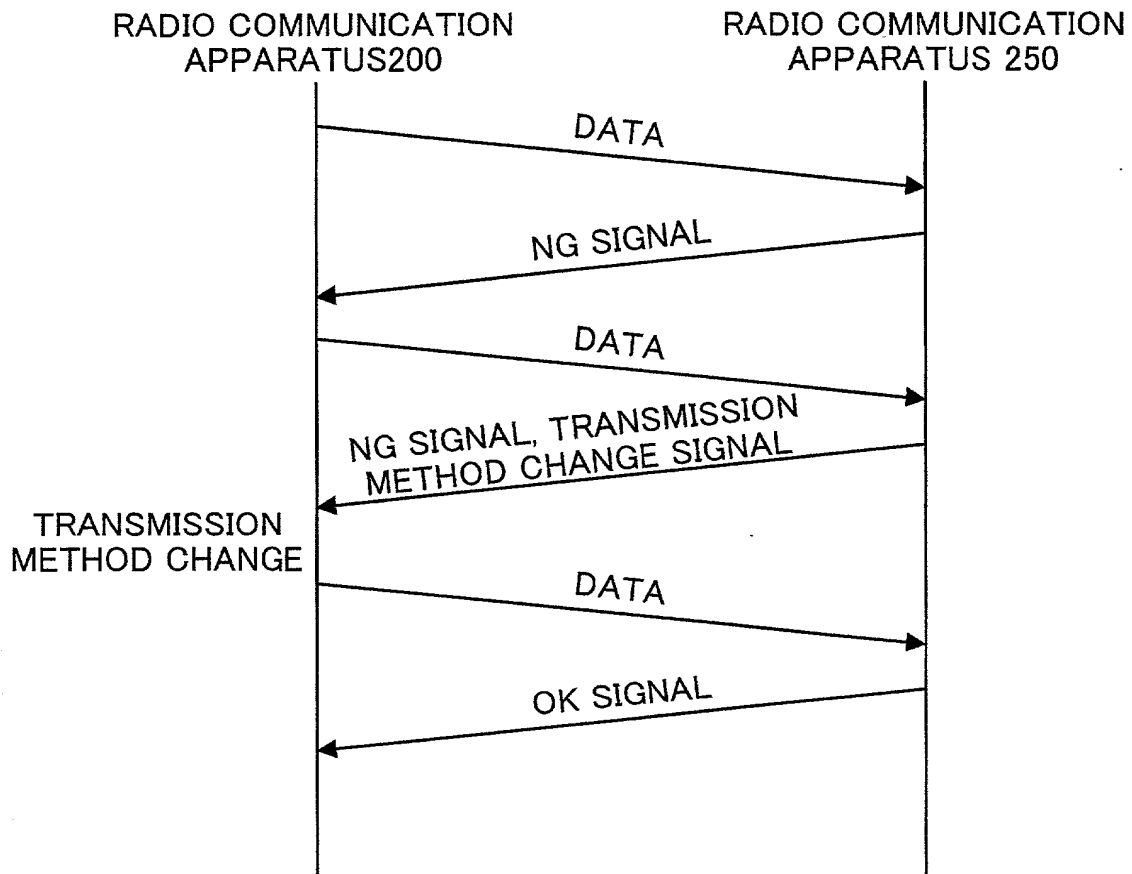 RADIO COMMUNICATION
APPARATUS200
RADIO COMMUNICATION
APPARATUS 250
DATA
NG SIGNAL
DATA
NG SIGNAL, TRANSMISSION
METHOD CHANGE SIGNAL
TRANSMISSION
METHOD CHANGE
DATA
OK SIGNAL